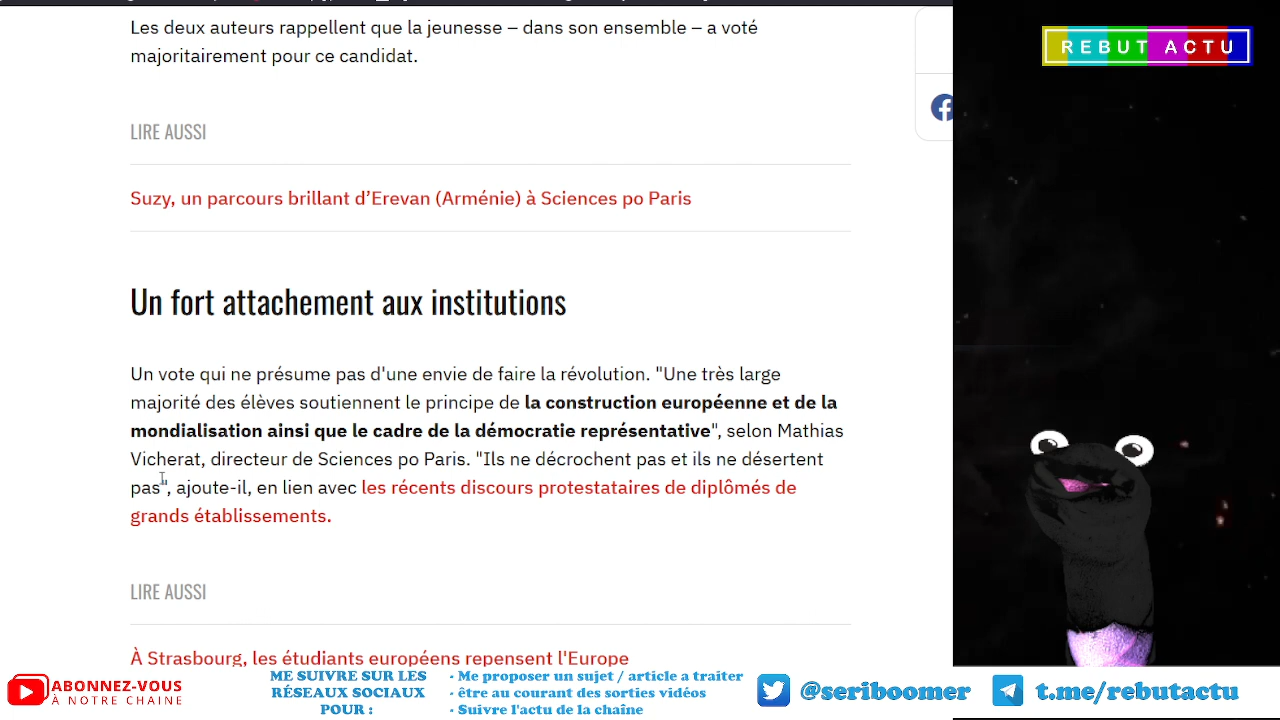 Les deux auteurs rappellent que la jeunesse – dans son ensemble – a voté
majoritairement pour ce candidat.
LIRE AUSSI
Suzy, un parcours brillant d’Erevan (Arménie) à Sciences po Paris
Un fort attachement aux institutions
Un vote qui ne présume pas d'une envie de faire la révolution. "Une très large
majorité des élèves soutiennent le principe de la construction européenne et de la
mondialisation ainsi que le cadre de la démocratie représentative", selon Mathias
Vicherat, directeur de Sciences po Paris. "Ils ne décrochent pas et ils ne désertent
pas", ajoute-il, en lien avec les récents discours protestataires de diplômés de
grands établissements.
LIRE AUSSI
À Strasbourg, les étudiants européens repensent l'Europe
REBUT ACTU
ABONNEZ-VOUS
À NOTRE CHAINE
ME SUIVRE SUR LES
RÉSEAUX SOCIAUX
POUR :
- Me proposer un sujet / article a traiter
- être au courant des sorties vidéos
- Suivre l'actu de la chaîne
@seriboomer
t.me/rebutactu